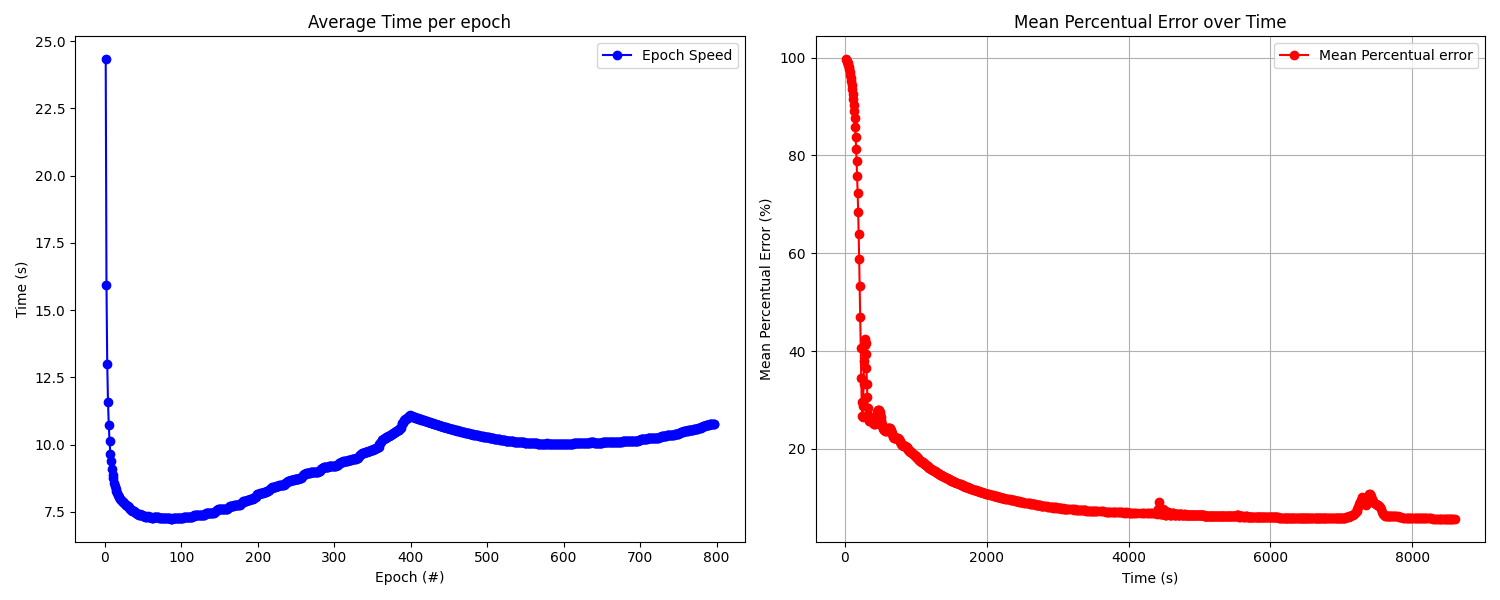 Average Time per epoch
25.0
22.5
20.0
17.5
15.0
12.5
10.0
7.5
Time (s)
Epoch Speed
0 100 200 300 400 500 600 700 800
Epoch (#)
Mean Percentual Error over Time
100
80
60
40
20
Mean Percentual Error (%)
Mean Percentual error
0 2000 4000 6000 8000
Time (s)